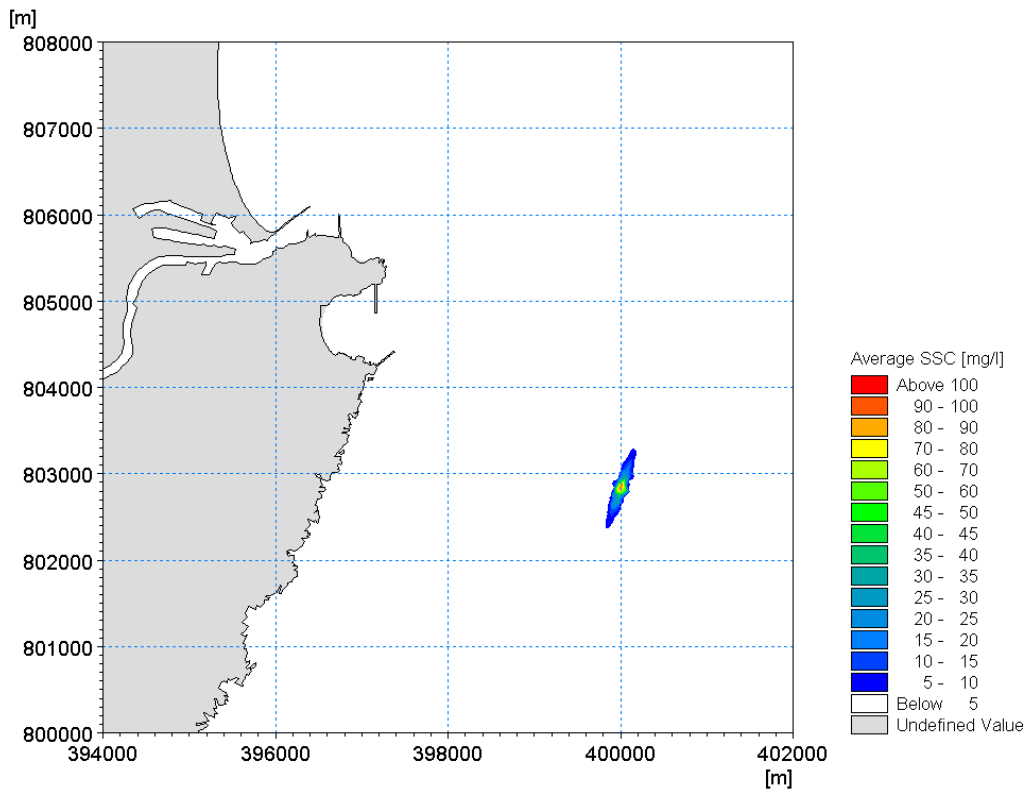 [m]
808000
807000
806000
805000
804000
803000
802000
801000
800000
394000 396000 398000 400000 402000
[m]
Average SSC [mg/l]
Above 100
90 - 100
80 - 90
70 - 80
60 - 70
50 - 60
45 - 50
40 - 45
35 - 40
30 - 35
25 - 30
20 - 25
15 - 20
10 - 15
5 - 10
Below 5
Undefined Value